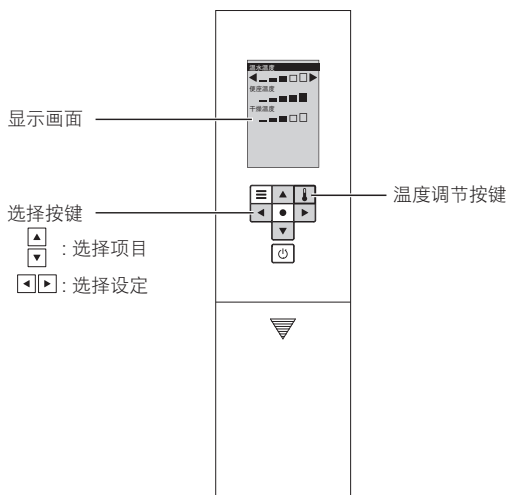 温水温度
便座温度
干燥温度
显示画面
温度调节按键
选择按键
: 选择项目
: 选择设定